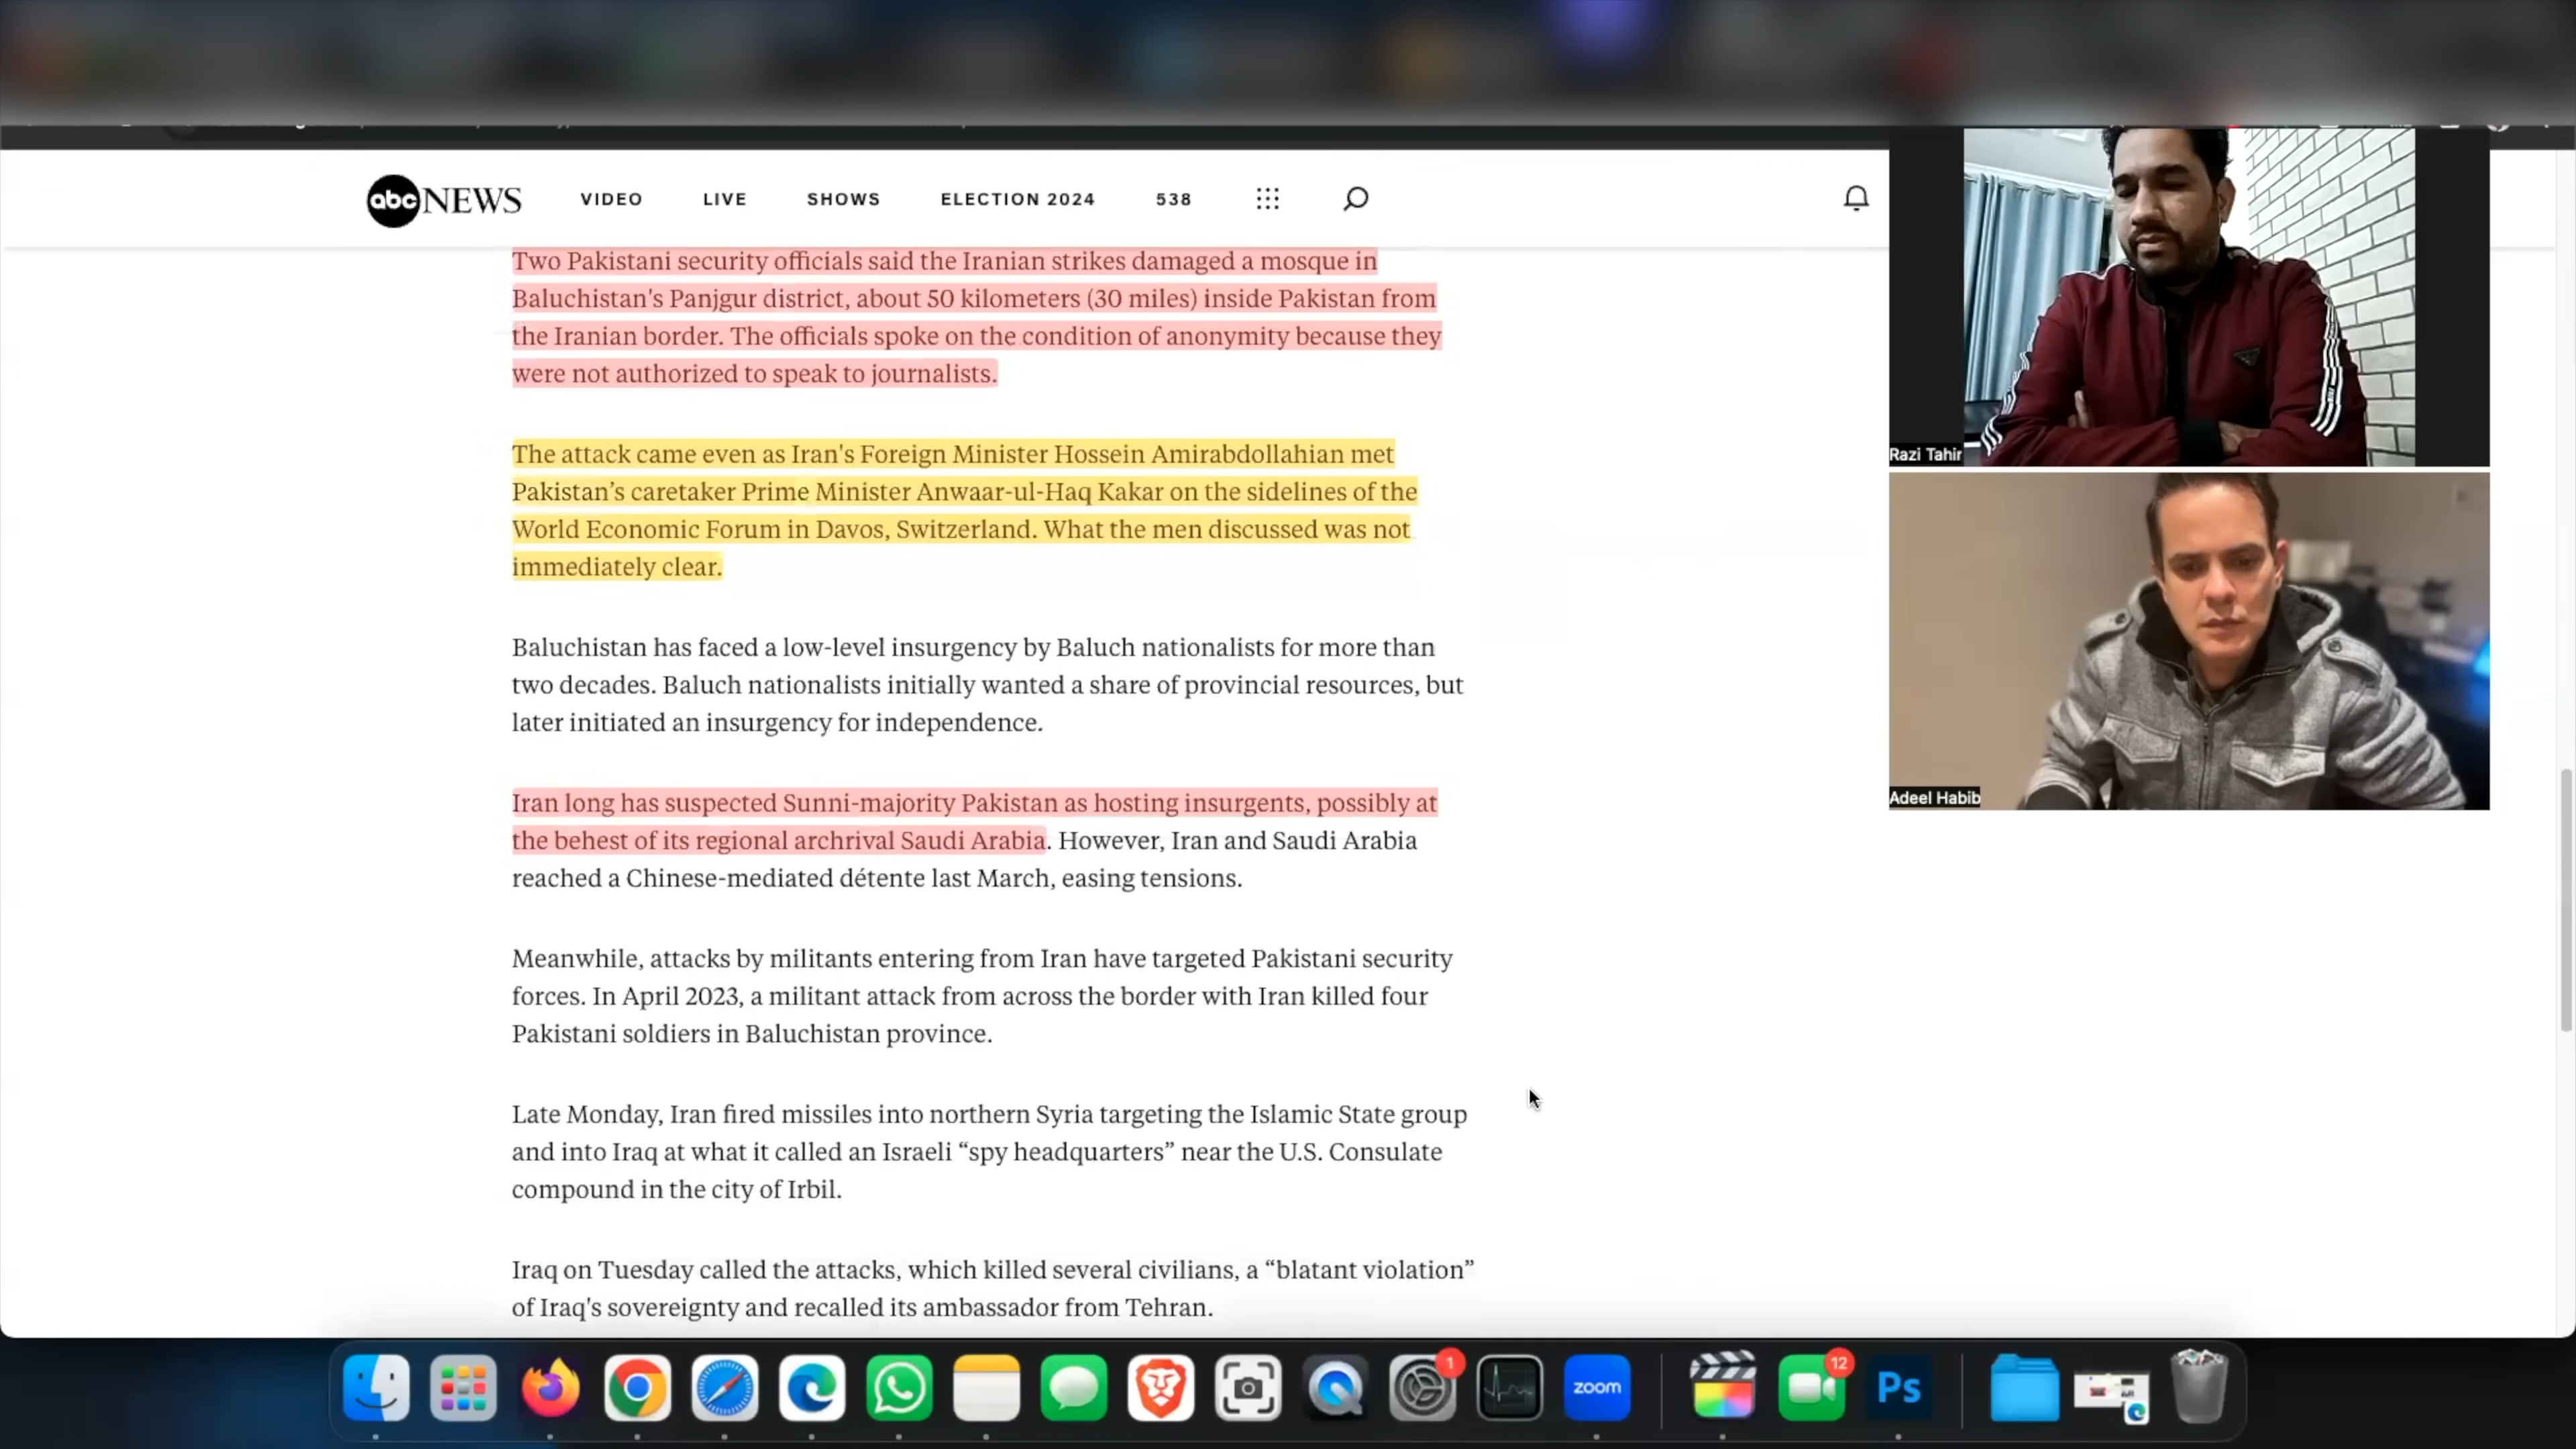 abc NEWS VIDEO LIVE SHOWS ELECTION 2024 538
Two Pakistani security officials said the Iranian strikes damaged a mosque in
Baluchistan's Panjgur district, about 50 kilometers (30 miles) inside Pakistan from
the Iranian border. The officials spoke on the condition of anonymity because they
were not authorized to speak to journalists.
The attack came even as Iran's Foreign Minister Hossein Amirabdollahian met
Pakistan’s caretaker Prime Minister Anwaar-ul-Haq Kakar on the sidelines of the
World Economic Forum in Davos, Switzerland. What the men discussed was not
immediately clear.
Baluchistan has faced a low-level insurgency by Baluch nationalists for more than
two decades. Baluch nationalists initially wanted a share of provincial resources, but
later initiated an insurgency for independence.
Iran long has suspected Sunni-majority Pakistan as hosting insurgents, possibly at
the behest of its regional archrival Saudi Arabia. However, Iran and Saudi Arabia
reached a Chinese-mediated détente last March, easing tensions.
Meanwhile, attacks by militants entering from Iran have targeted Pakistani security
forces. In April 2023, a militant attack from across the border with Iran killed four
Pakistani soldiers in Baluchistan province.
Late Monday, Iran fired missiles into northern Syria targeting the Islamic State group
and into Iraq at what it called an Israeli “spy headquarters” near the U.S. Consulate
compound in the city of Irbil.
Iraq on Tuesday called the attacks, which killed several civilians, a “blatant violation”
of Iraq's sovereignty and recalled its ambassador from Tehran.
Razi Tahir
Adeel Habib
1
zoom
12
Ps